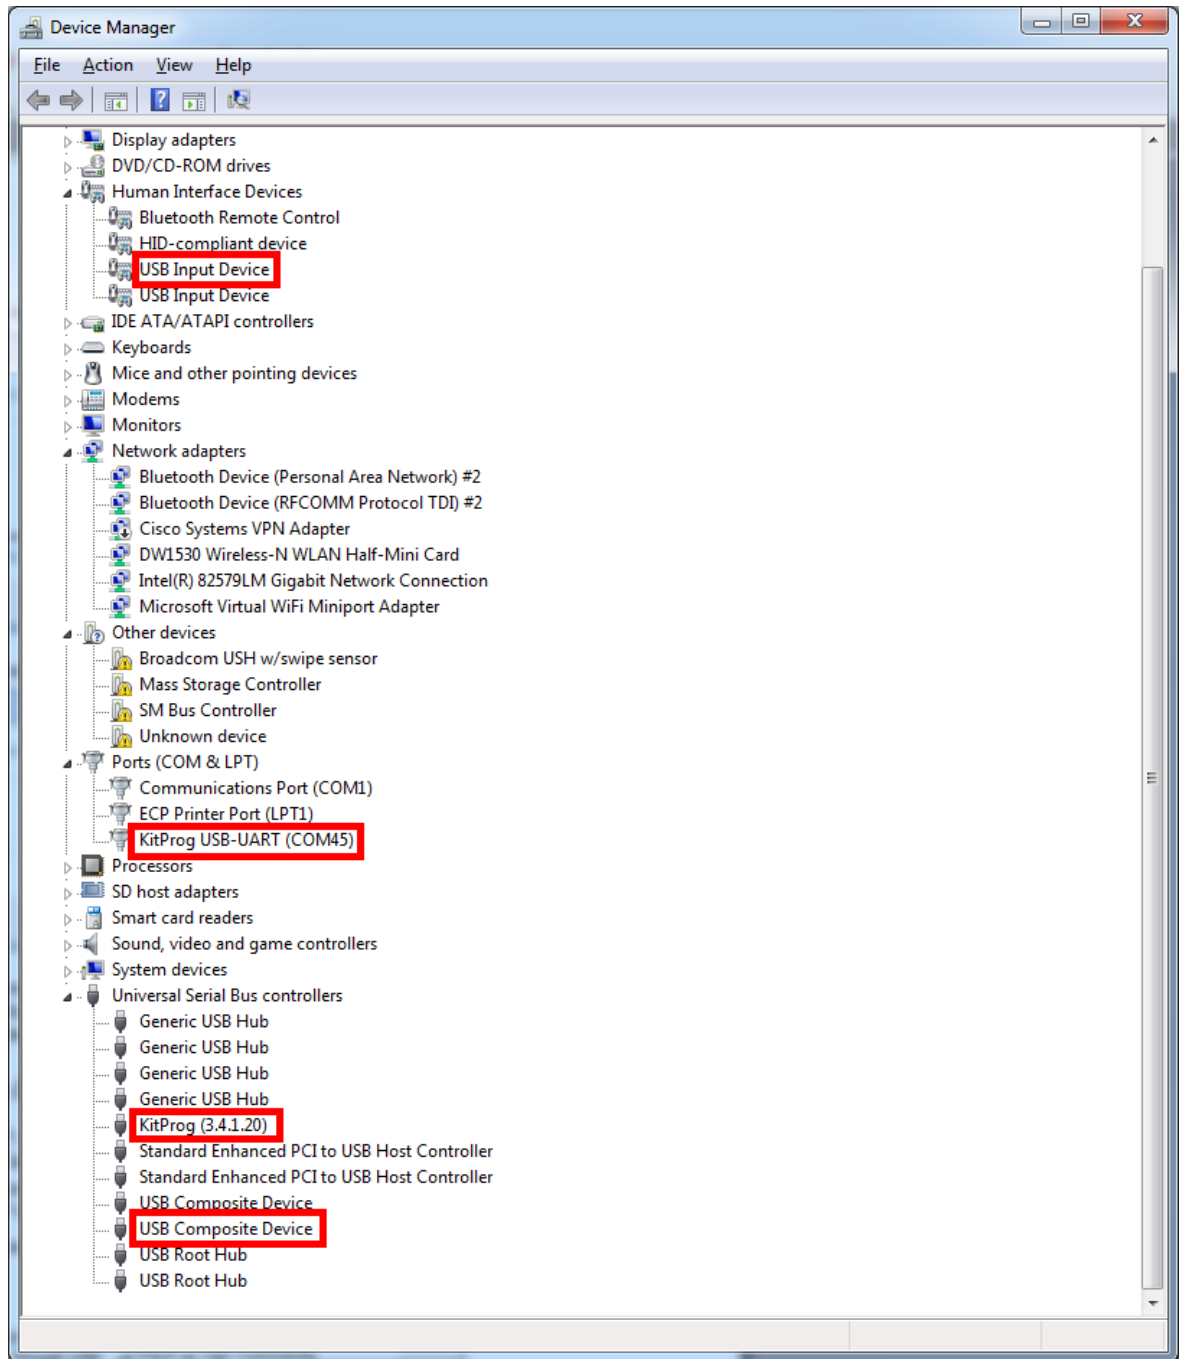 Device Manager
File Action View Help
Display adapters
DVD/CD-ROM drives
Human Interface Devices
Bluetooth Remote Control
HID-compliant device
USB Input Device
USB Input Device
IDE ATA/ATAPI controllers
Keyboards
Mice and other pointing devices
Modems
Monitors
Network adapters
Bluetooth Device (Personal Area Network) #2
Bluetooth Device (RFCOMM Protocol TDI) #2
Cisco Systems VPN Adapter
DW1530 Wireless-N WLAN Half-Mini Card
Intel(R) 82579LM Gigabit Network Connection
Microsoft Virtual WiFi Miniport Adapter
Other devices
Broadcom USH w/swipe sensor
Mass Storage Controller
SM Bus Controller
Unknown device
Ports (COM & LPT)
Communications Port (COM1)
ECP Printer Port (LPT1)
KitProg USB-UART (COM45)
Processors
SD host adapters
Smart card readers
Sound, video and game controllers
System devices
Universal Serial Bus controllers
Generic USB Hub
Generic USB Hub
Generic USB Hub
Generic USB Hub
KitProg (3.4.1.20)
Standard Enhanced PCI to USB Host Controller
Standard Enhanced PCI to USB Host Controller
USB Composite Device
USB Composite Device
USB Root Hub
USB Root Hub